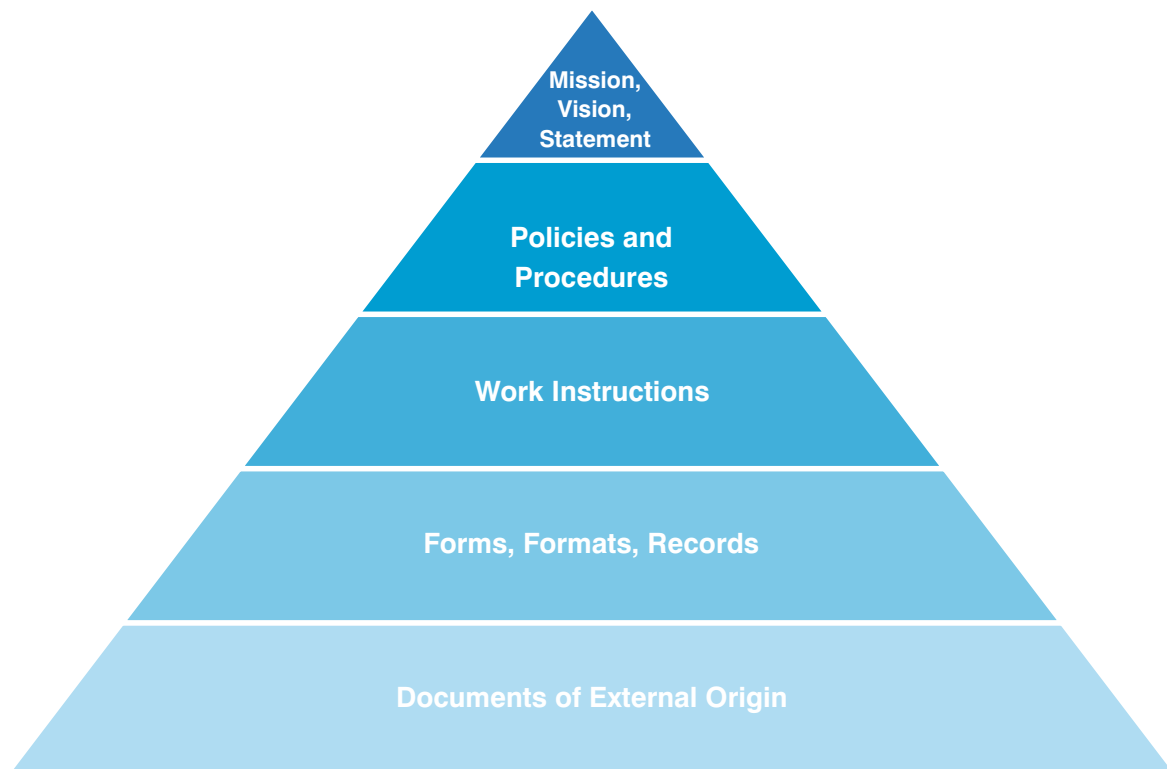 Mission,
Vision,
Statement
Policies and
Procedures
Work Instructions
Forms, Formats, Records
Documents of External Origin